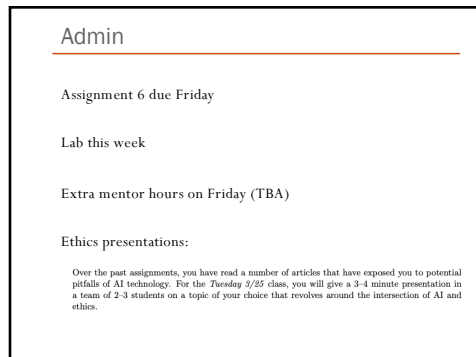 Admin
Assignment 6 due Friday
Lab this week
Extra mentor hours on Friday (TBA)
Ethics presentations:
Over the past assignments, you have read a number of articles that have exposed you to potential
pitfalls of AI technology. For the Tuesday 3/25 class, you will give a 3–4 minute presentation in
a team of 2–3 students on a topic of your choice that revolves around the intersection of AI and
ethics.